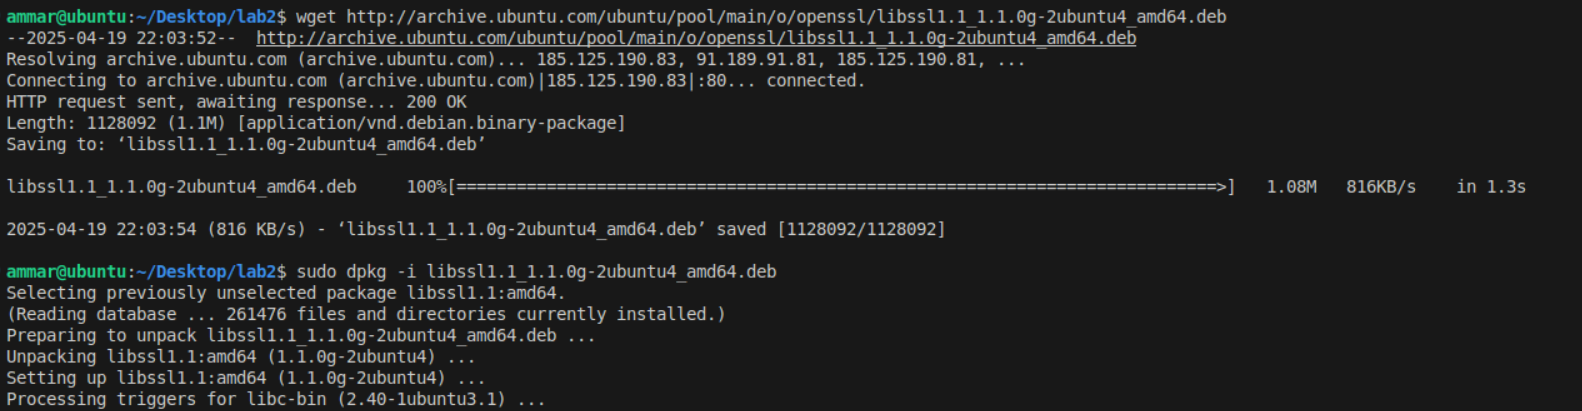 ammar@ubuntu:~/Desktop/lab2$ wget http://archive.ubuntu.com/ubuntu/pool/main/o/openssl/libssl1.1_1.1.0g-2ubuntu4_amd64.deb
--2025-04-19 22:03:52--  http://archive.ubuntu.com/ubuntu/pool/main/o/openssl/libssl1.1_1.1.0g-2ubuntu4_amd64.deb
Resolving archive.ubuntu.com (archive.ubuntu.com)... 185.125.190.83, 91.189.91.81, 185.125.190.81, ...
Connecting to archive.ubuntu.com (archive.ubuntu.com)|185.125.190.83|:80... connected.
HTTP request sent, awaiting response... 200 OK
Length: 1128092 (1.1M) [application/vnd.debian.binary-package]
Saving to: ‘libssl1.1_1.1.0g-2ubuntu4_amd64.deb’
libssl1.1_1.1.0g-2ubuntu4_amd64.deb     100%[============================================================================>]   1.08M   816KB/s    in 1.3s
2025-04-19 22:03:54 (816 KB/s) - ‘libssl1.1_1.1.0g-2ubuntu4_amd64.deb’ saved [1128092/1128092]
ammar@ubuntu:~/Desktop/lab2$ sudo dpkg -i libssl1.1_1.1.0g-2ubuntu4_amd64.deb
Selecting previously unselected package libssl1.1:amd64.
(Reading database ... 261476 files and directories currently installed.)
Preparing to unpack libssl1.1_1.1.0g-2ubuntu4_amd64.deb ...
Unpacking libssl1.1:amd64 (1.1.0g-2ubuntu4) ...
Setting up libssl1.1:amd64 (1.1.0g-2ubuntu4) ...
Processing triggers for libc-bin (2.40-1ubuntu3.1) ...